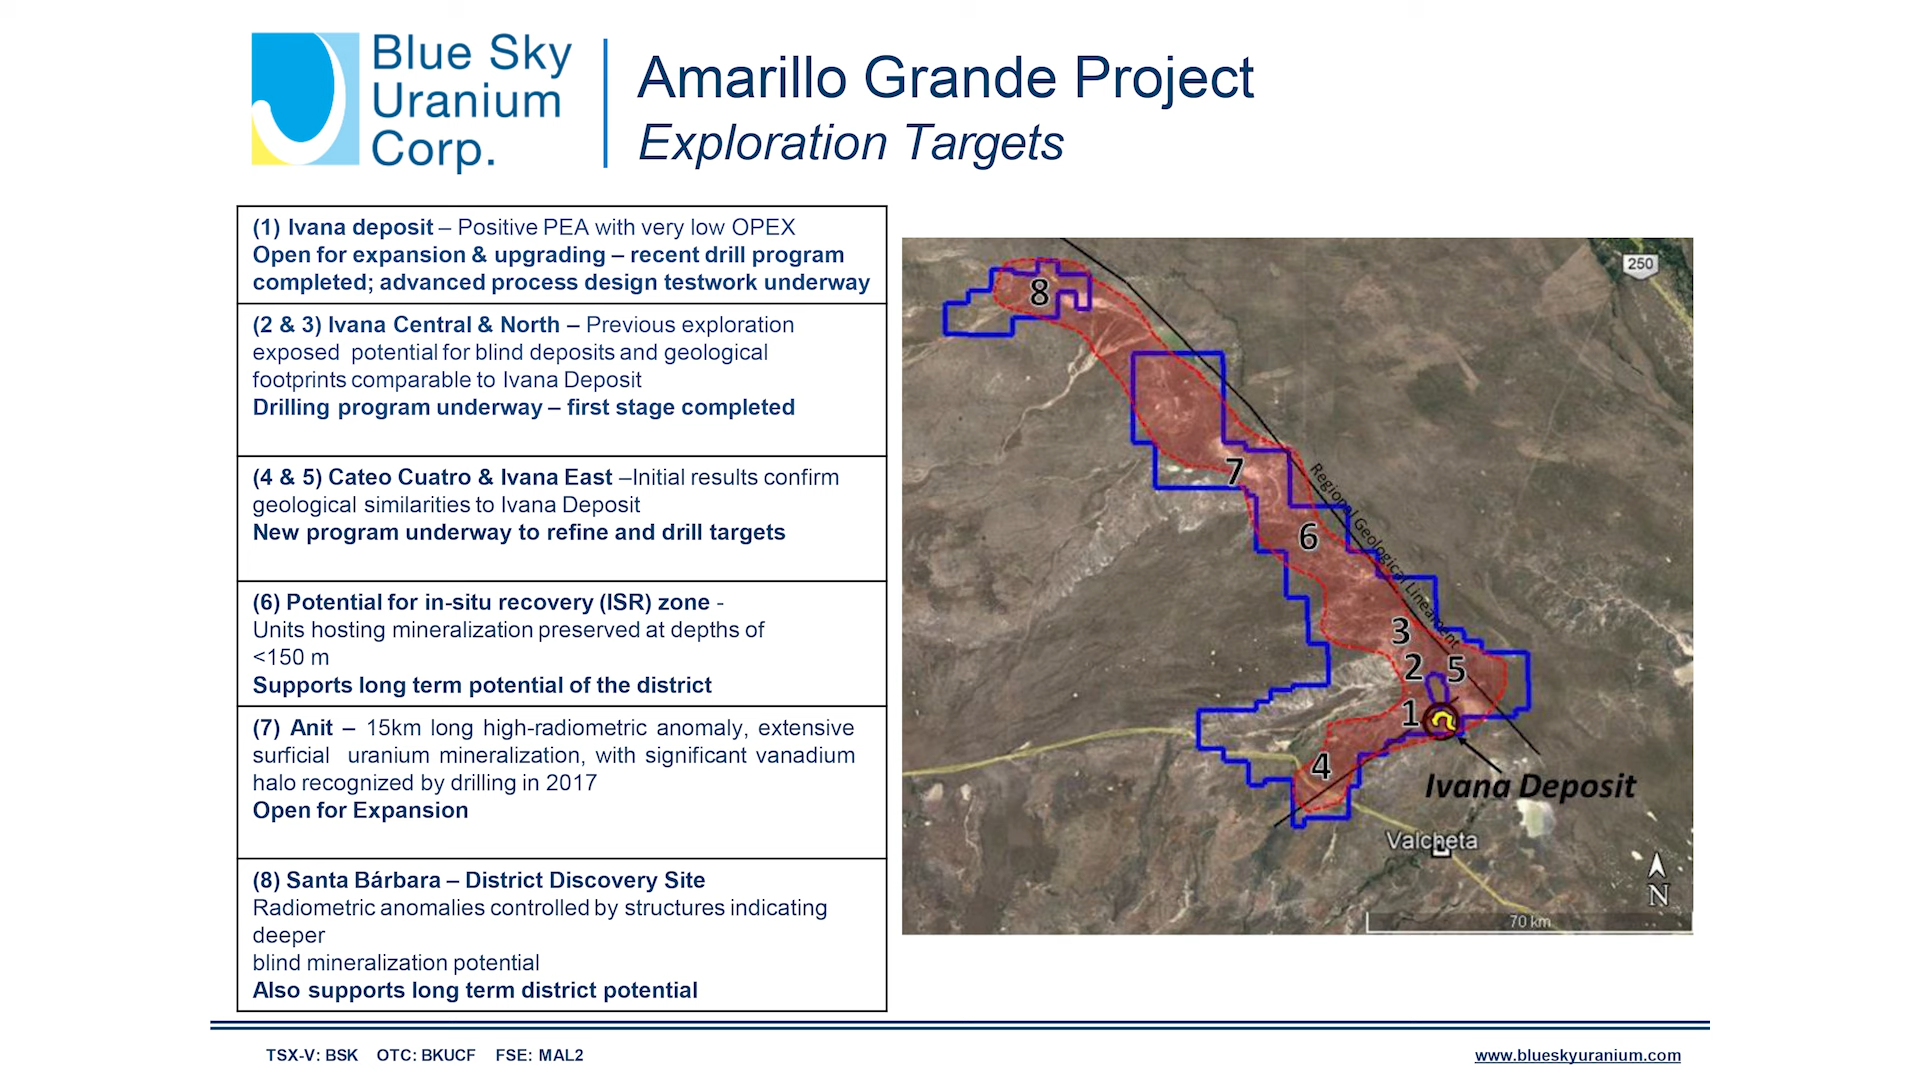 Blue Sky
Uranium
Corp.
Amarillo Grande Project
Exploration Targets
(1) Ivana deposit – Positive PEA with very low OPEX
Open for expansion & upgrading – recent drill program
completed; advanced process design testwork underway
(2 & 3) Ivana Central & North – Previous exploration
exposed potential for blind deposits and geological
footprints comparable to Ivana Deposit
Drilling program underway – first stage completed
(4 & 5) Cateo Cuatro & Ivana East –Initial results confirm
geological similarities to Ivana Deposit
New program underway to refine and drill targets
(6) Potential for in-situ recovery (ISR) zone -
Units hosting mineralization preserved at depths of
<150 m
Supports long term potential of the district
(7) Anit – 15km long high-radiometric anomaly, extensive
surficial uranium mineralization, with significant vanadium
halo recognized by drilling in 2017
Open for Expansion
(8) Santa Bárbara – District Discovery Site
Radiometric anomalies controlled by structures indicating
deeper
blind mineralization potential
Also supports long term district potential
250
8
7
Regional Geological Lineament
6
3
2
5
1
4
Ivana Deposit
Valcheta
N
70 km
TSX-V: BSK OTC: BKUCF FSE: MAL2
www.blueskyuranium.com